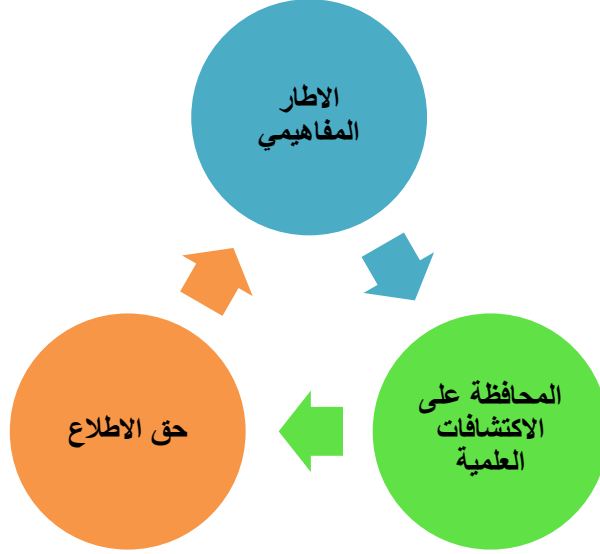 الاطار
المفاهيمي
المحافظة على
الاكتشافات
العلمية
حق الاطلاع